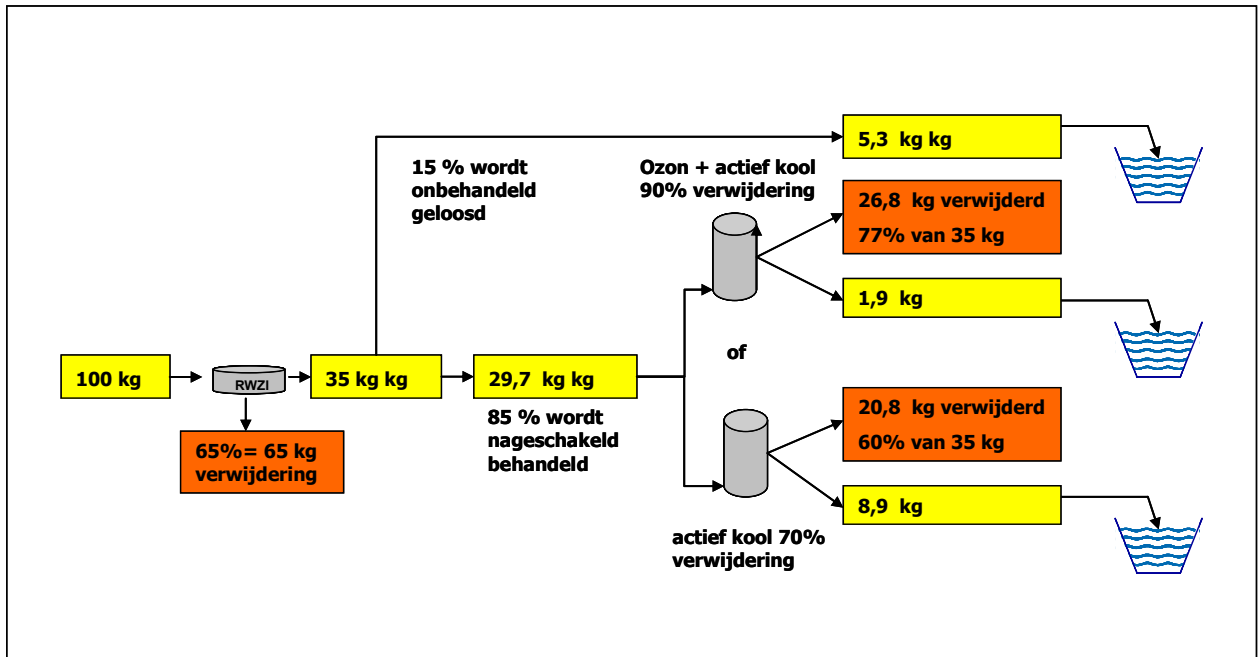 5,3 kg kg
15 % wordt
onbehandeld
geloosd
Ozon + actief kool
90% verwijdering
26,8 kg verwijderd
77% van 35 kg
1,9 kg
of
100 kg
RWZI
35 kg kg
29,7 kg kg
65%= 65 kg
verwijdering
85 % wordt
nageschakeld
behandeld
20,8 kg verwijderd
60% van 35 kg
8,9 kg
actief kool 70%
verwijdering